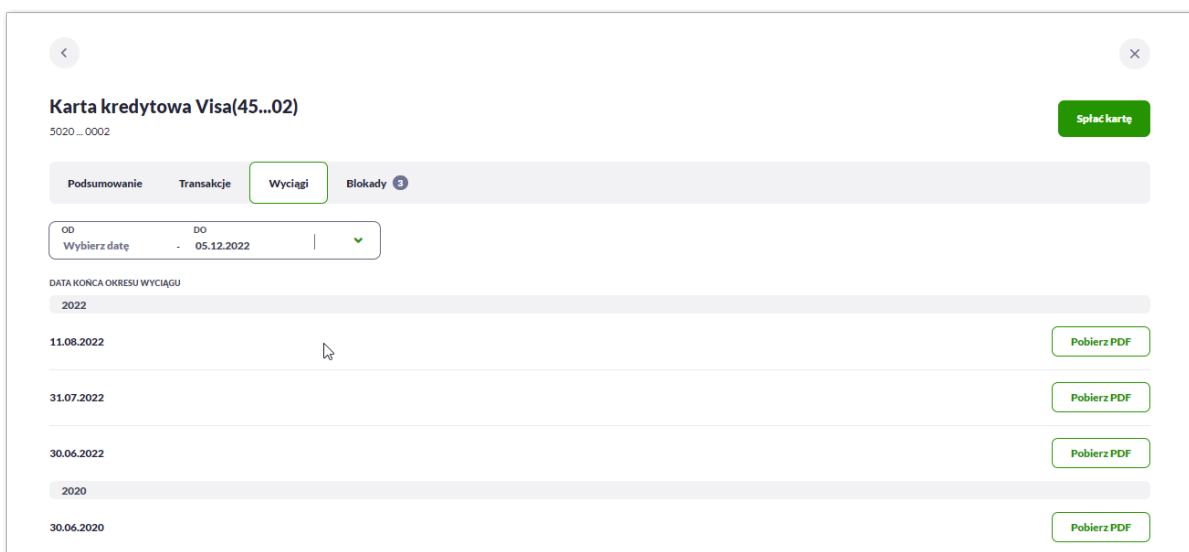 Karta kredytowa Visa(45...02)
5020 ... 0002
Spłać kartę
Podsumowanie Transakcje Wyciągi Blokady 3
OD DO
Wybierz datę - 05.12.2022
DATA KOŃCA OKRESU WYCIĄGU
2022
11.08.2022 Pobierz PDF
31.07.2022 Pobierz PDF
30.06.2022 Pobierz PDF
2020
30.06.2020 Pobierz PDF